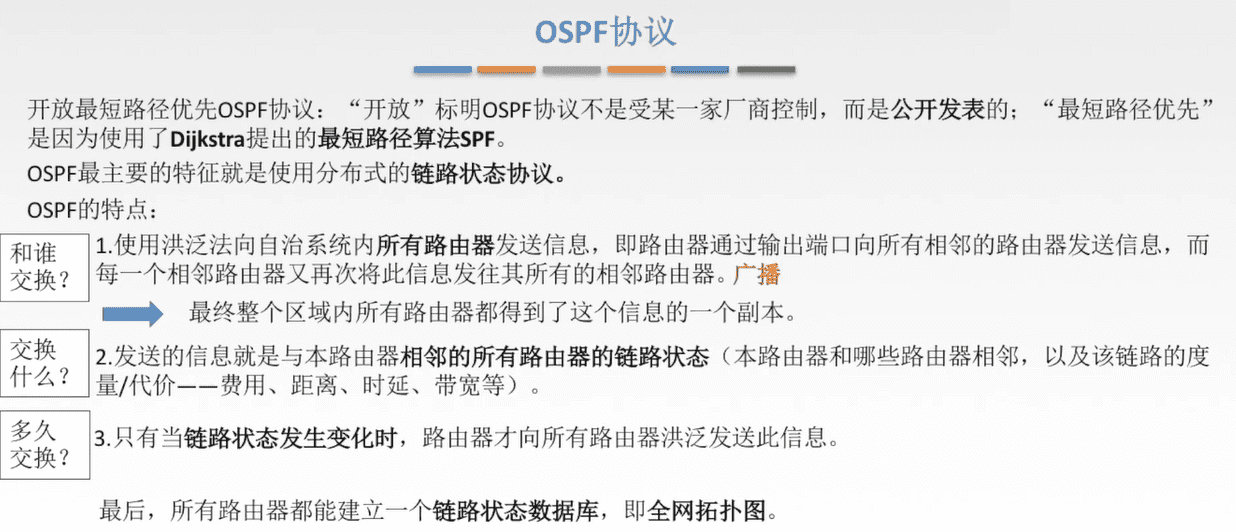 OSPF协议
开放最短路径优先OSPF协议：“开放”标明OSPF协议不是受某一家厂商控制，而是公开发表的；“最短路径优先”
是因为使用了Dijkstra提出的最短路径算法SPF。
OSPF最主要的特征就是使用分布式的链路状态协议。
OSPF的特点：
和谁
交换？
1.使用洪泛法向自治系统内所有路由器发送信息，即路由器通过输出端口向所有相邻的路由器发送信息，而
每一个相邻路由器又再次将此信息发往其所有的相邻路由器。广播
最终整个区域内所有路由器都得到了这个信息的一个副本。
交换
什么？
2.发送的信息就是与本路由器相邻的所有路由器的链路状态（本路由器和哪些路由器相邻，以及该链路的度
量/代价——费用、距离、时延、带宽等）。
多久
交换？
3.只有当链路状态发生变化时，路由器才向所有路由器洪泛发送此信息。
最后，所有路由器都能建立一个链路状态数据库，即全网拓扑图。